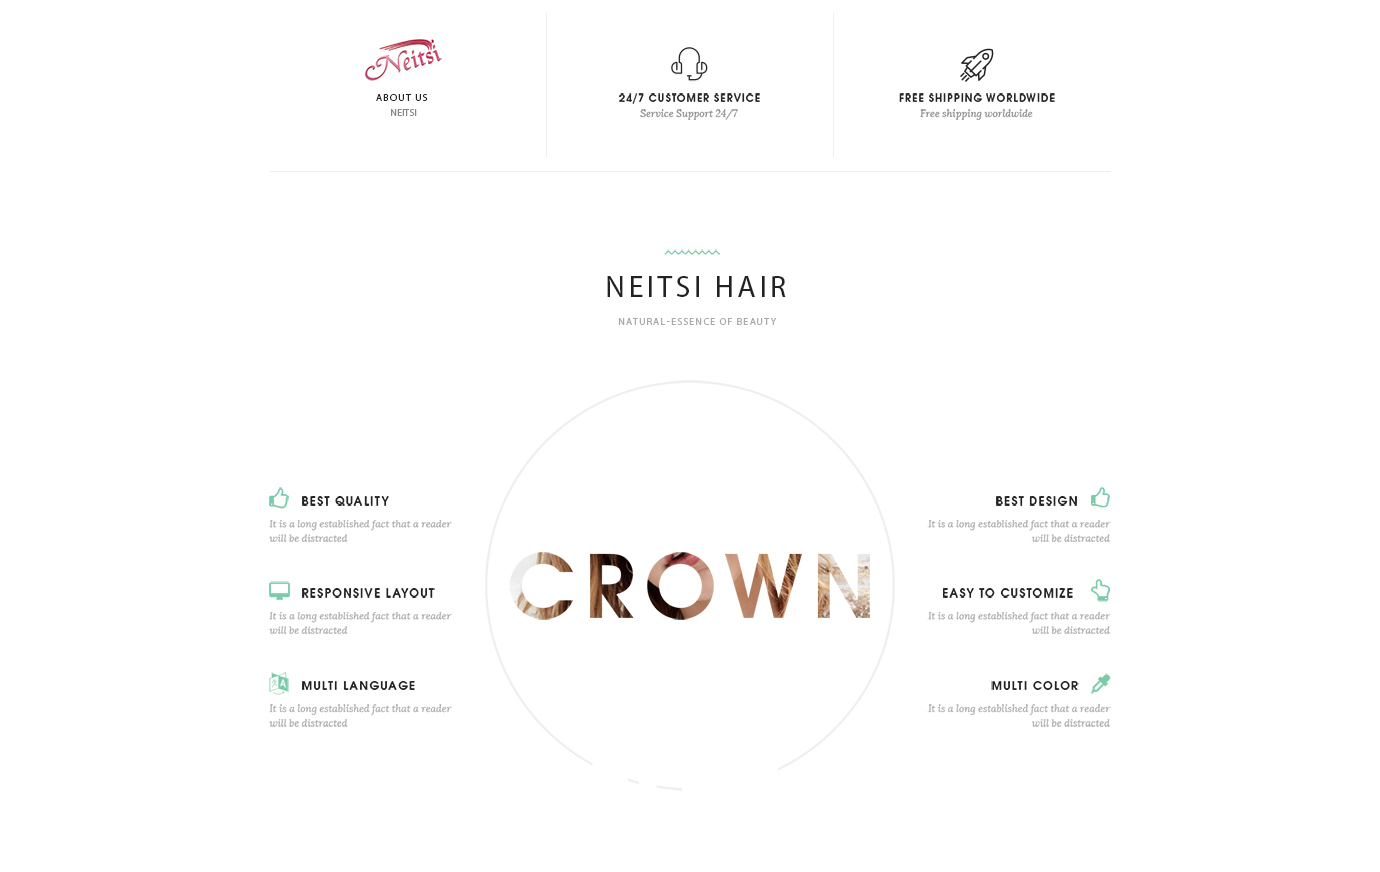 Neitsi
ABOUT US
NEITSI
24/7 CUSTOMER SERVICE
Service Support 24/7
FREE SHIPPING WORLDWIDE
Free shipping worldwide
NEITSI HAIR
NATURAL-ESSENCE OF BEAUTY
BEST QUALITY
It is a long established fact that a reader
will be distracted
RESPONSIVE LAYOUT
It is a long established fact that a reader
will be distracted
A
MULTI LANGUAGE
It is a long established fact that a reader
will be distracted
CROWN
BEST DESIGN
It is a long established fact that a reader
will be distracted
EASY TO CUSTOMIZE
It is a long established fact that a reader
will be distracted
MULTI COLOR
It is a long established fact that a reader
will be distracted